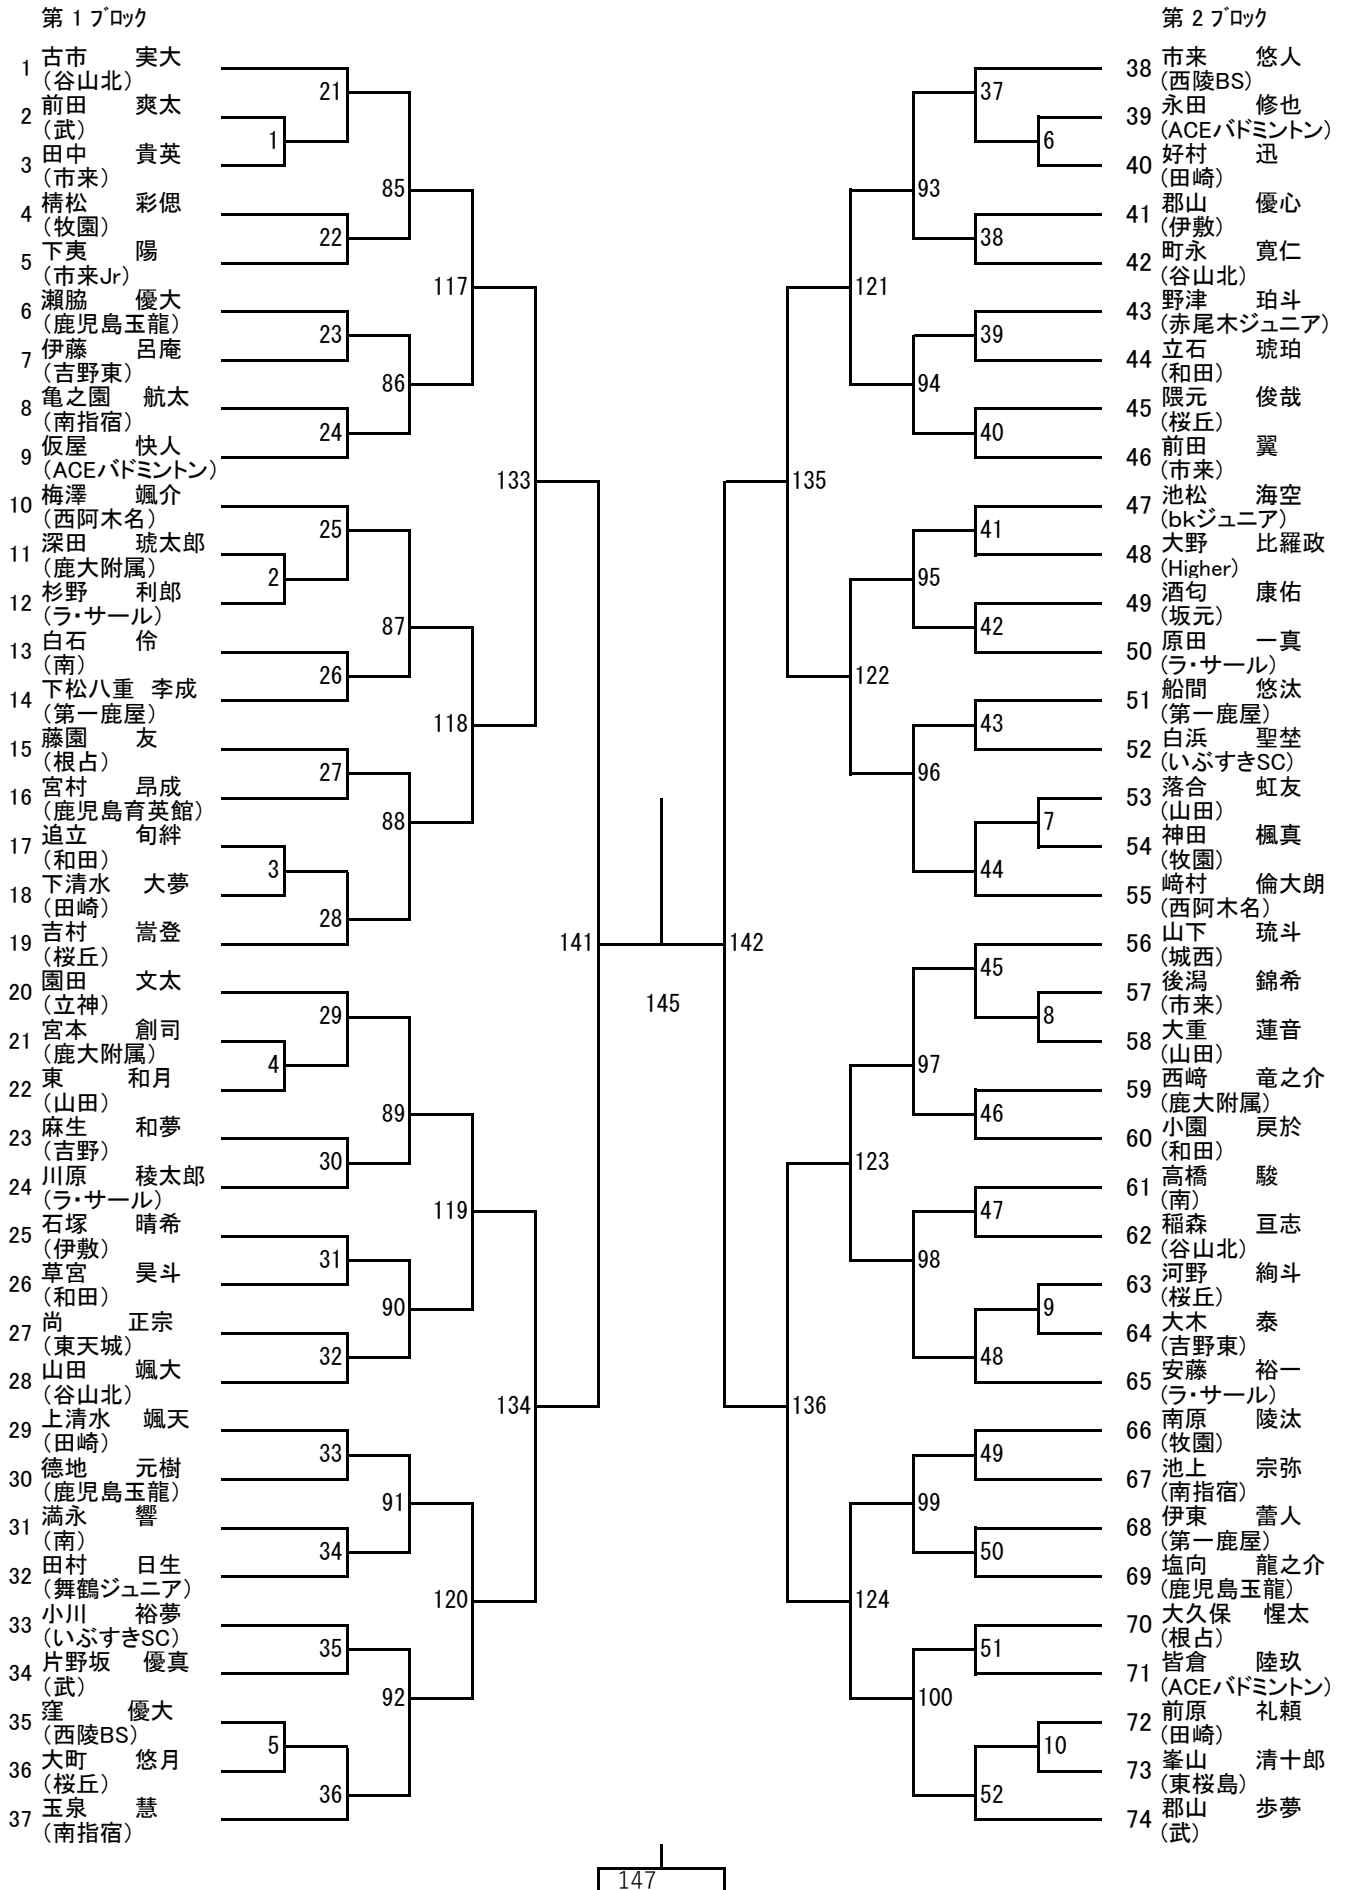 第１ブロック
1 古市 実大
(谷山北)
2 前田 爽太
(武)
3 田中 貴英
(市来)
4 棈松 彩偲
(牧園)
5 下夷 陽
(市来Jr)
6 瀬脇 優大
(鹿児島玉龍)
7 伊藤 呂庵
(吉野東)
8 亀之園 航太
(南指宿)
9 仮屋 快人
(ACEバドミントン)
10 梅澤 颯介
(西阿木名)
11 深田 琥太郎
(鹿大附属)
12 杉野 利郎
(ラ・サール)
13 白石 伶
(南)
14 下松八重 李成
(第一鹿屋)
15 藤園 友
(根占)
16 宮村 昂成
(鹿児島育英館)
17 追立 旬絆
(和田)
18 下清水 大夢
(田崎)
19 吉村 嵩登
(桜丘)
20 園田 文太
(立神)
21 宮本 創司
(鹿大附属)
22 東 和月
(山田)
23 麻生 和夢
(吉野)
24 川原 稜太郎
(ラ・サール)
25 石塚 晴希
(伊敷)
26 草宮 昊斗
(和田)
27 尚 正宗
(東天城)
28 山田 颯大
(谷山北)
29 上清水 颯天
(田崎)
30 德地 元樹
(鹿児島玉龍)
31 満永 響
(南)
32 田村 日生
(舞鶴ジュニア)
33 小川 裕夢
(いぶすきSC)
34 片野坂 優真
(武)
35 窪 優大
(西陵BS)
36 大町 悠月
(桜丘)
37 玉泉 慧
(南指宿)
1
2
3
4
5
21
22
23
24
25
26
27
28
29
30
31
32
33
34
35
36
85
86
87
88
89
90
91
92
117
118
119
120
133
134
141
145
147
142
135
136
121
122
123
124
93
94
95
96
97
98
99
100
37
38
39
40
41
42
43
44
45
46
47
48
49
50
51
52
6
7
8
9
10
第２ブロック
38 市来 悠人
(西陵BS)
39 永田 修也
(ACEバドミントン)
40 好村 迅
(田崎)
41 郡山 優心
(伊敷)
42 町永 寛仁
(谷山北)
43 野津 珀斗
(赤尾木ジュニア)
44 立石 琥珀
(和田)
45 隈元 俊哉
(桜丘)
46 前田 翼
(市来)
47 池松 海空
(bkジュニア)
48 大野 比羅政
(Higher)
49 酒匂 康佑
(坂元)
50 原田 一真
(ラ・サール)
51 船間 悠汰
(第一鹿屋)
52 白浜 聖埜
(いぶすきSC)
53 落合 虹友
(山田)
54 神田 楓真
(牧園)
55 﨑村 倫大朗
(西阿木名)
56 山下 琉斗
(城西)
57 後潟 錦希
(市来)
58 大重 蓮音
(山田)
59 西﨑 竜之介
(鹿大附属)
60 小園 戻於
(和田)
61 高橋 駿
(南)
62 稲森 亘志
(谷山北)
63 河野 絢斗
(桜丘)
64 大木 泰
(吉野東)
65 安藤 裕一
(ラ・サール)
66 南原 陵汰
(牧園)
67 池上 宗弥
(南指宿)
68 伊東 蕾人
(第一鹿屋)
69 塩向 龍之介
(鹿児島玉龍)
70 大久保 惺太
(根占)
71 皆倉 陸玖
(ACEバドミントン)
72 前原 礼頼
(田崎)
73 峯山 清十郎
(東桜島)
74 郡山 歩夢
(武)